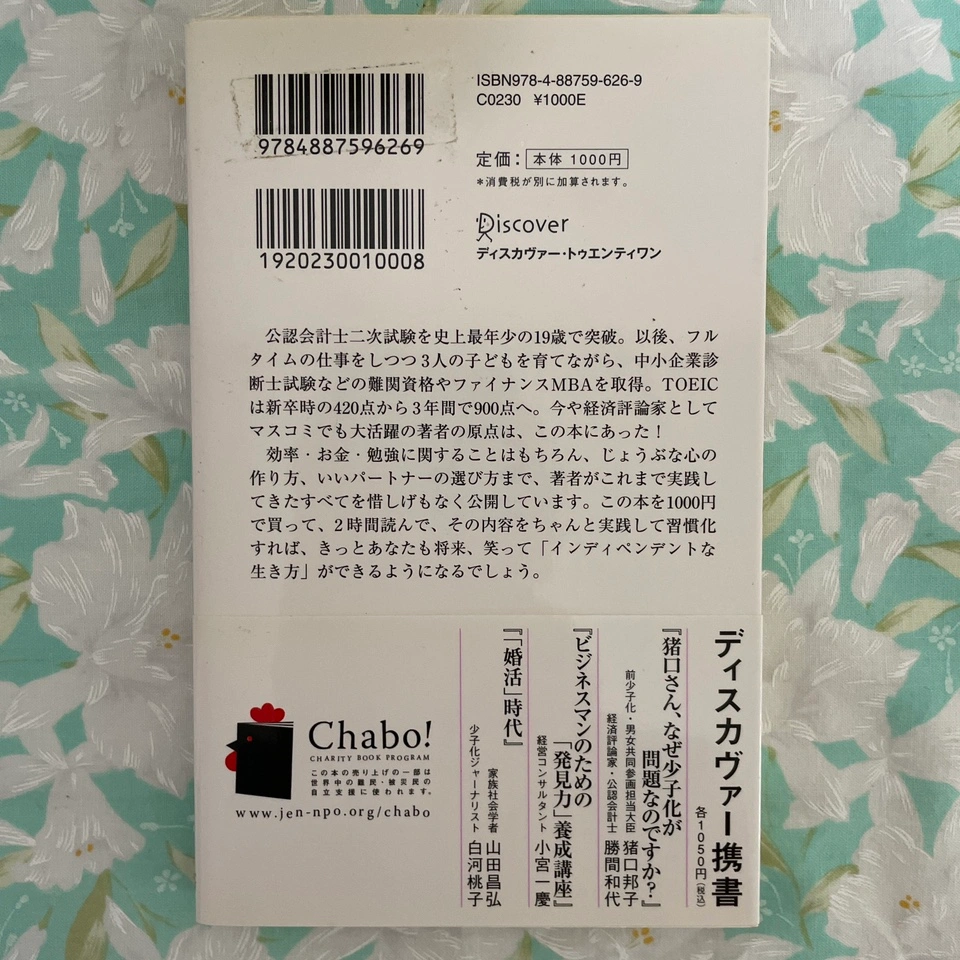 9784887596269
1920230010008
ISBN978-4-88759-626-9
C0230 ¥1000E
定価：本体 1000円
＊消費税が別に加算されます。
Discover
ディスカヴァー・トゥエンティワン
公認会計士二次試験を史上最年少の19歳で突破。以後、フル
タイムの仕事をしつつ3人の子どもを育てながら、中小企業診
断士試験などの難関資格やファイナンスMBAを取得。TOEIC
は新卒時の420点から3年間で900点へ。今や経済評論家として
マスコミでも大活躍の著者の原点は、この本にあった！
効率・お金・勉強に関することはもちろん、じょうぶな心の
作り方、いいパートナーの選び方まで、著者がこれまで実践し
てきたすべてを惜しげもなく公開しています。この本を1000円
で買って、2時間読んで、その内容をちゃんと実践して習慣化
すれば、きっとあなたも将来、笑って「インディペンデントな
生き方」ができるようになるでしょう。
ディスカヴァー携書
各1050円（税込）
『猪口さん、なぜ少子化が
問題なのですか？』
前少子化・男女共同参画担当大臣 猪口邦子
経済評論家・公認会計士 勝間和代
『ビジネスマンのための
「発見力」養成講座』
経営コンサルタント 小宮一慶
『「婚活」時代』
家族社会学者 山田昌弘
少子化ジャーナリスト 白河桃子
Chabo!
CHARITY BOOK PROGRAM
この本の売り上げの一部は
世界中の難民・被災民の
自立支援に使われます。
www.jen-npo.org/chabo